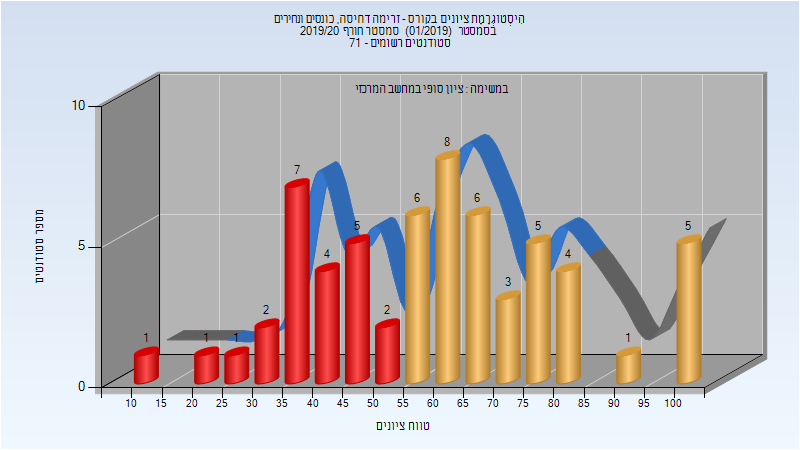 היסטוגרמת ציונים בקורס - זרימה דחיסה, כונסים ונחירים
בסמסטר (01/2019) סמסטר חורף 2019/20
סטודנטים רשומים - 71
במשימה : ציון סופי במחשב המרכזי
מספר סטודנטים
10
5
0
1 1 1 2 7 4 5 2 6 8 6 3 5 4 1 5
10 15 20 25 30 35 40 45 50 55 60 65 70 75 80 85 90 95 100
טווח ציונים